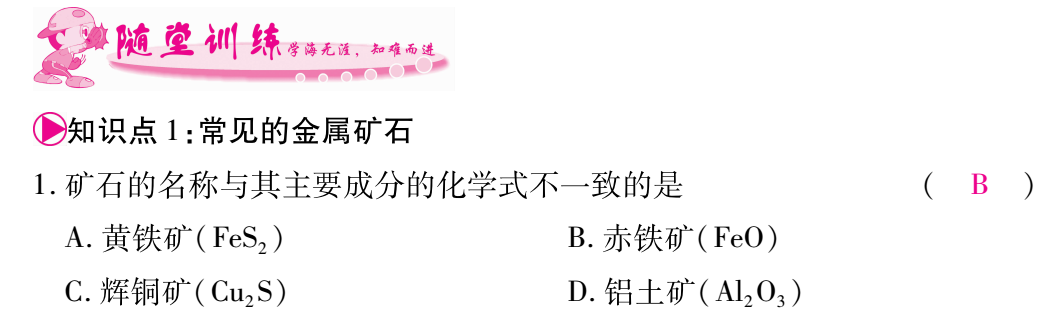 随堂训练 学海无涯，知难而进
知识点1：常见的金属矿石
1. 矿石的名称与其主要成分的化学式不一致的是 （ B ）
A. 黄铁矿(FeS₂) B. 赤铁矿(FeO)
C. 辉铜矿(Cu₂S) D. 铝土矿(Al₂O₃)